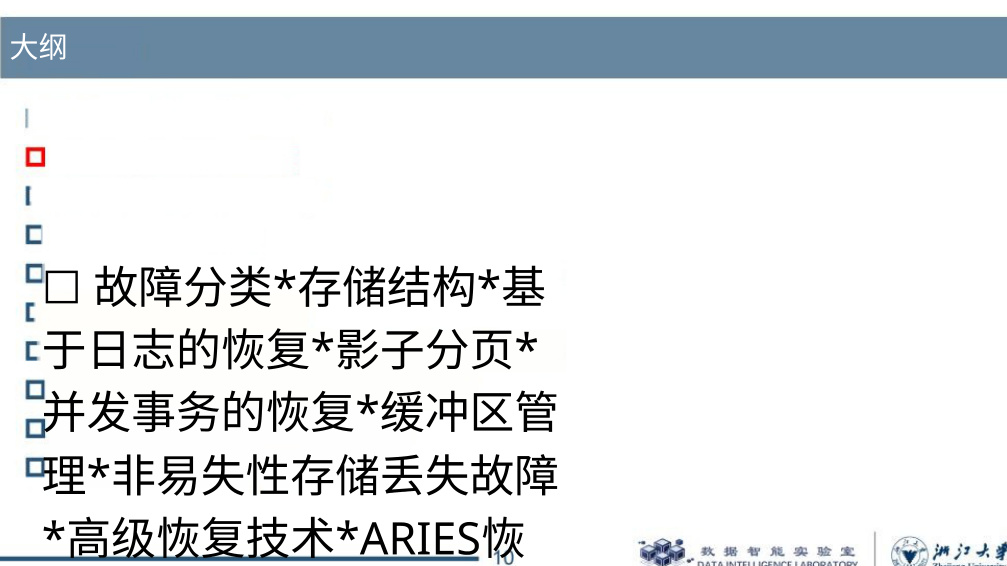 大纲
□ 故障分类*存储结构*基
于日志的恢复*影子分页*
并发事务的恢复*缓冲区管
理*非易失性存储丢失故障
*高级恢复技术*ARIES恢
10
数据智能实验室
DATA INTELLIGENCE LABORATORY
浙江大学